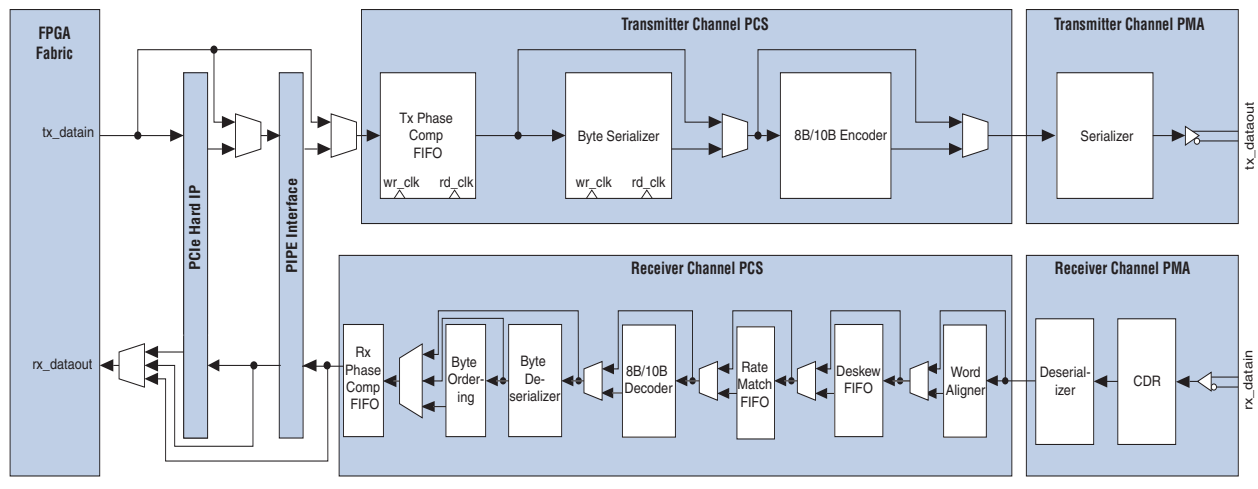 FPGA
Fabric
tx_datain
rx_dataout
PCIe Hard IP
PIPE Interface
Transmitter Channel PCS
Tx Phase
Comp
FIFO
wr_clk
rd_clk
Byte Serializer
wr_clk
rd_clk
8B/10B Encoder
Transmitter Channel PMA
Serializer
tx_dataout
Receiver Channel PCS
Rx
Phase
Comp
FIFO
Byte
Order-
ing
Byte
De-
serializer
8B/10B
Decoder
Rate
Match
FIFO
Deskew
FIFO
Word
Aligner
Receiver Channel PMA
Deserial-
izer
CDR
rx_datain